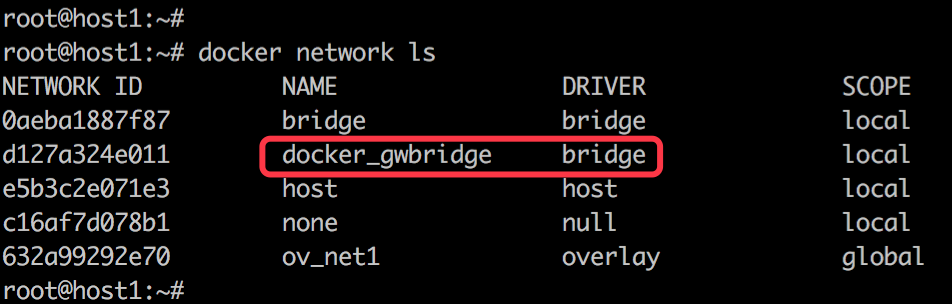 root@host1:~#
root@host1:~# docker network ls
NETWORK ID          NAME                DRIVER              SCOPE
0aeba1887f87        bridge              bridge              local
d127a324e011        docker_gwbridge     bridge              local
e5b3c2e071e3        host                host                local
c16af7d078b1        none                null                local
632a99292e70        ov_net1             overlay             global
root@host1:~#